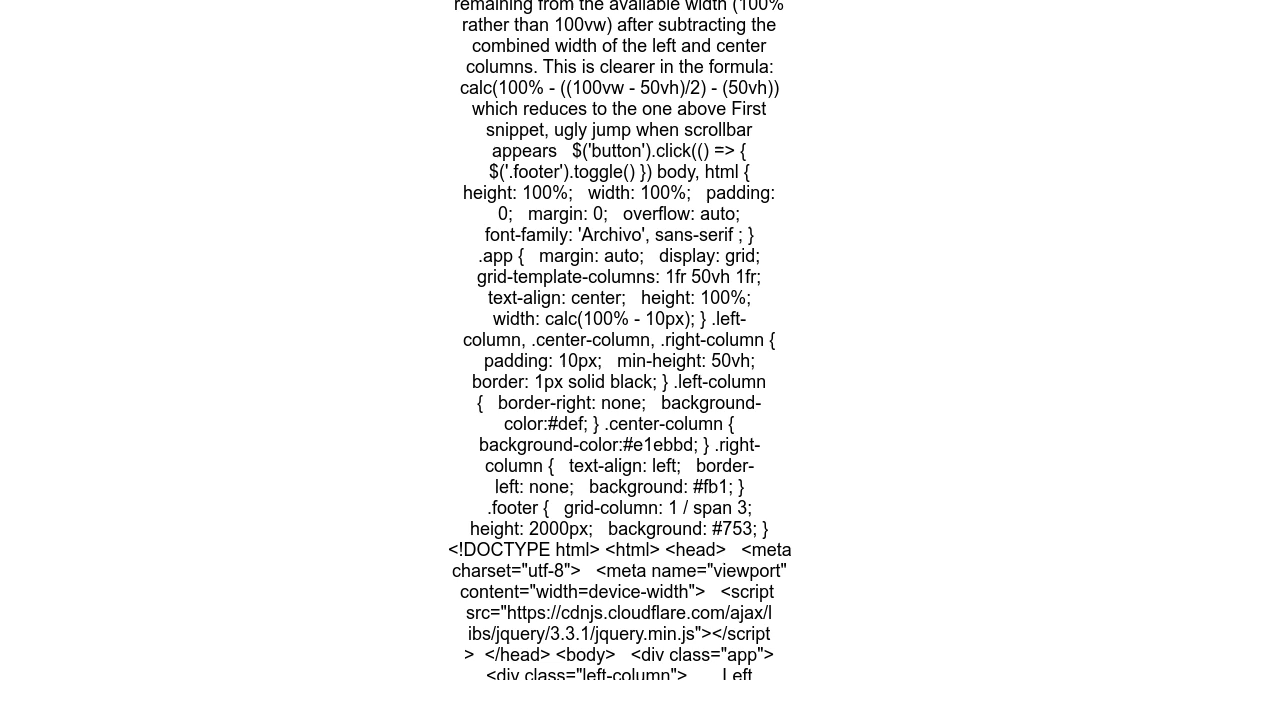 remaining from the available width (100%
rather than 100vw) after subtracting the
combined width of the left and center
columns. This is clearer in the formula:
calc(100% - ((100vw - 50vh)/2) - (50vh))
which reduces to the one above First
snippet, ugly jump when scrollbar
appears   $('button').click(() => {
$('.footer').toggle() }) body, html {
height: 100%;   width: 100%;   padding:
0;   margin: 0;   overflow: auto;
font-family: 'Archivo', sans-serif ; }
.app {   margin: auto;   display: grid;
grid-template-columns: 1fr 50vh 1fr;
text-align: center;   height: 100%;
width: calc(100% - 10px); } .left-
column, .center-column, .right-column {
padding: 10px;   min-height: 50vh;
border: 1px solid black; } .left-column
{   border-right: none;   background-
color:#def; } .center-column {
background-color:#e1ebbd; } .right-
column {   text-align: left;   border-
left: none;   background: #fb1; }
.footer {   grid-column: 1 / span 3;
height: 2000px;   background: #753; }
<!DOCTYPE html> <html> <head>   <meta
charset="utf-8">   <meta name="viewport"
content="width=device-width">   <script
src="https://cdnjs.cloudflare.com/ajax/l
ibs/jquery/3.3.1/jquery.min.js"></script
>  </head> <body>   <div class="app">
<div class="left-column">       Left